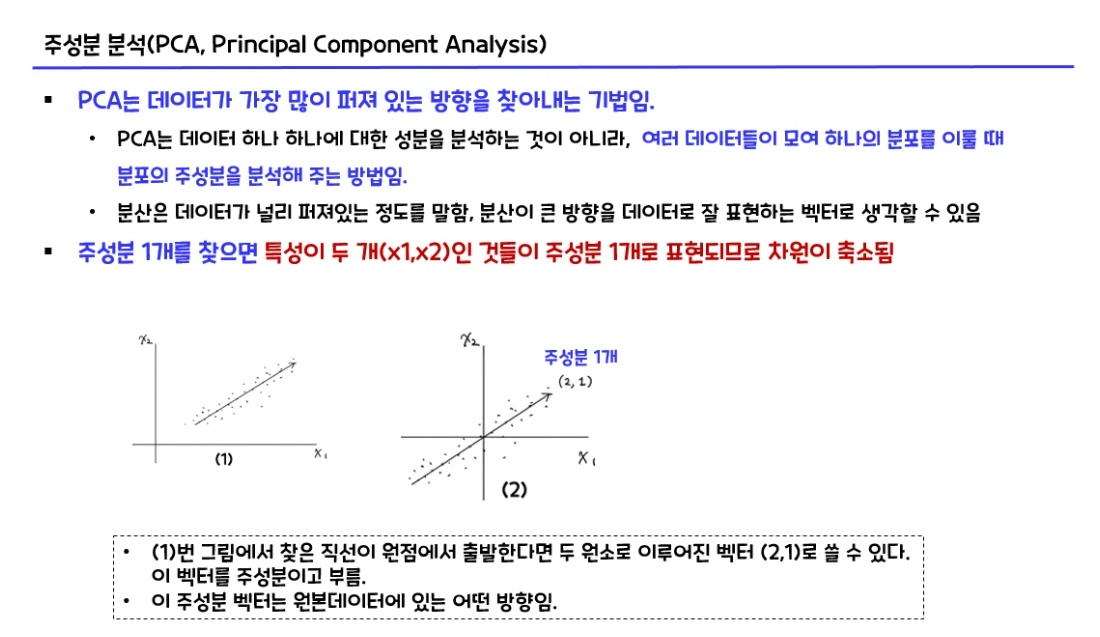 주성분 분석(PCA, Principal Component Analysis)
▪ PCA는 데이터가 가장 많이 퍼져 있는 방향을 찾아내는 기법임.
• PCA는 데이터 하나 하나에 대한 성분을 분석하는 것이 아니라, 여러 데이터들이 모여 하나의 분포를 이룰 때
분포의 주성분을 분석해 주는 방법임.
• 분산은 데이터가 널리 퍼져있는 정도를 말함, 분산이 큰 방향을 데이터로 잘 표현하는 벡터로 생각할 수 있음
▪ 주성분 1개를 찾으면 특성이 두 개(x1,x2)인 것들이 주성분 1개로 표현되므로 차원이 축소됨
x₂
x₁
(1)
x₂
주성분 1개
(2, 1)
x₁
(2)
• (1)번 그림에서 찾은 직선이 원점에서 출발한다면 두 원소로 이루어진 벡터 (2,1)로 쓸 수 있다.
이 벡터를 주성분이고 부름.
• 이 주성분 벡터는 원본데이터에 있는 어떤 방향임.